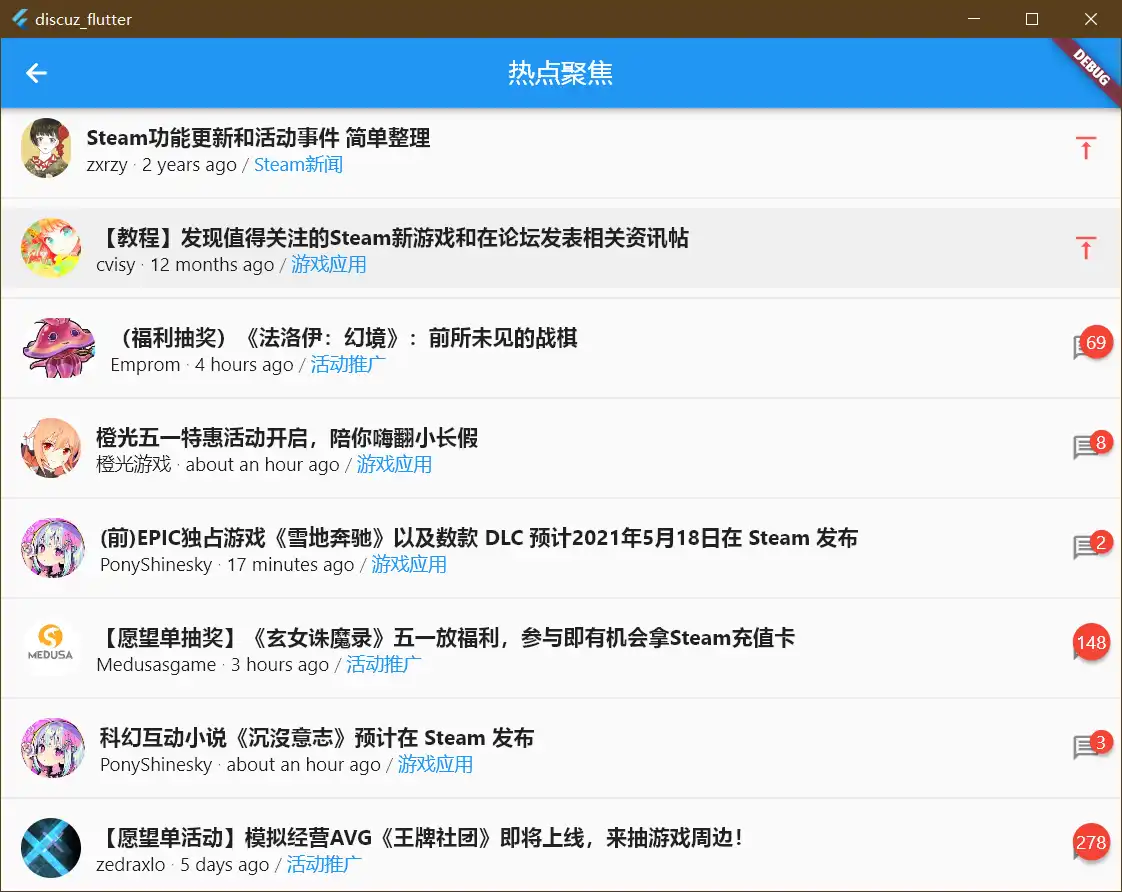 discuz_flutter
热点聚焦
DEBUG
Steam功能更新和活动事件 简单整理
zxrzy · 2 years ago / Steam新闻
【教程】发现值得关注的Steam新游戏和在论坛发表相关资讯帖
cvisy · 12 months ago / 游戏应用
（福利抽奖）《法洛伊：幻境》：前所未见的战棋
69
Emprom · 4 hours ago / 活动推广
橙光五一特惠活动开启，陪你嗨翻小长假
8
橙光游戏 · about an hour ago / 游戏应用
(前)EPIC独占游戏《雪地奔驰》以及数款 DLC 预计2021年5月18日在 Steam 发布
2
PonyShinesky · 17 minutes ago / 游戏应用
MEDUSA
【愿望单抽奖】《玄女诛魔录》五一放福利，参与即有机会拿Steam充值卡
148
Medusasgame · 3 hours ago / 活动推广
科幻互动小说《沉沒意志》预计在 Steam 发布
3
PonyShinesky · about an hour ago / 游戏应用
【愿望单活动】模拟经营AVG《王牌社团》即将上线，来抽游戏周边！
278
zedraxlo · 5 days ago / 活动推广